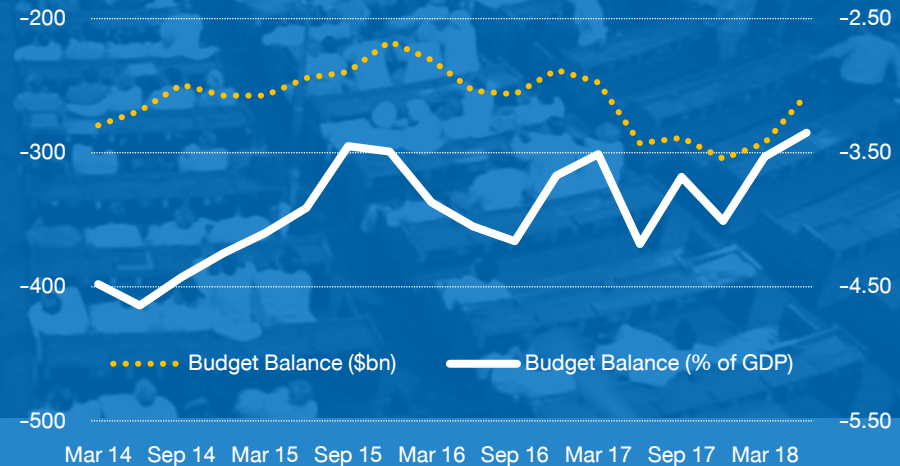 –200 –2.50
–300 –3.50
–400 –4.50
Budget Balance ($bn) Budget Balance (% of GDP)
–500 –5.50
Mar 14 Sep 14 Mar 15 Sep 15 Mar 16 Sep 16 Mar 17 Sep 17 Mar 18